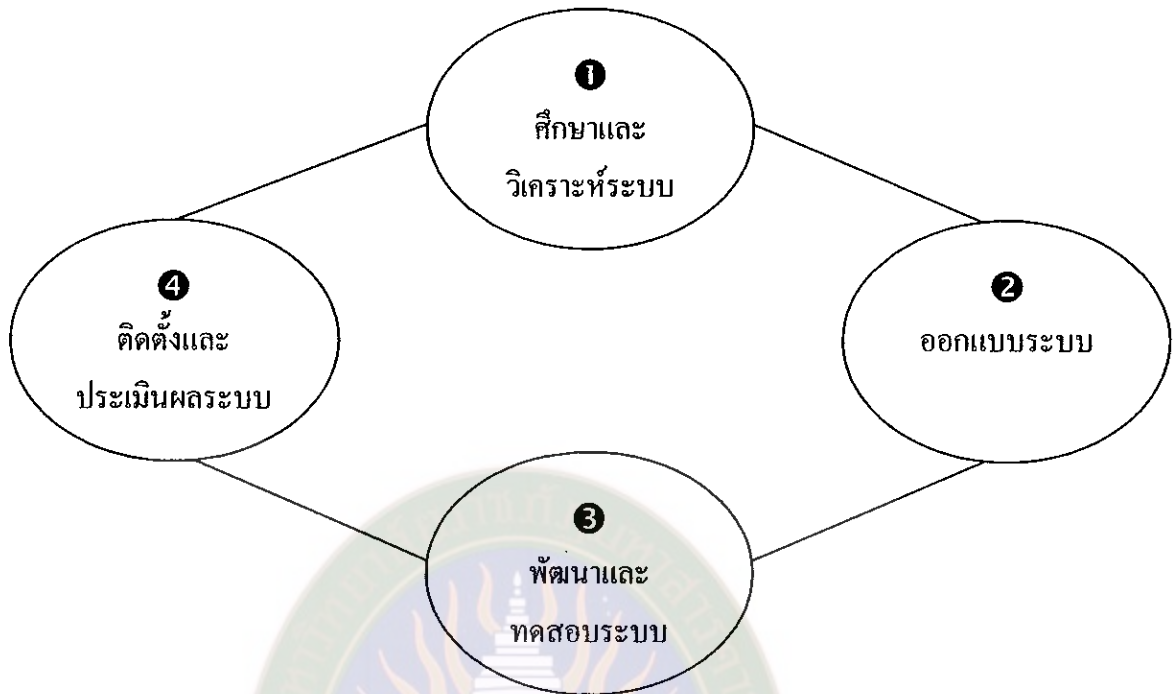 ❶
ศึกษาและ
วิเคราะห์ระบบ
❷
ออกแบบระบบ
❸
พัฒนาและ
ทดสอบระบบ
❹
ติดตั้งและ
ประเมินผลระบบ